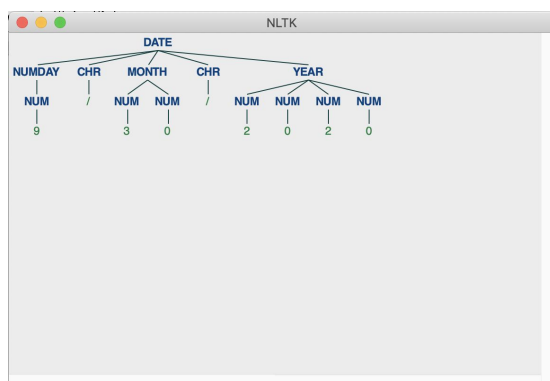 NLTK
DATE
NUMDAY CHR MONTH CHR YEAR
NUM / NUM NUM / NUM NUM NUM NUM
9 3 0 2 0 2 0